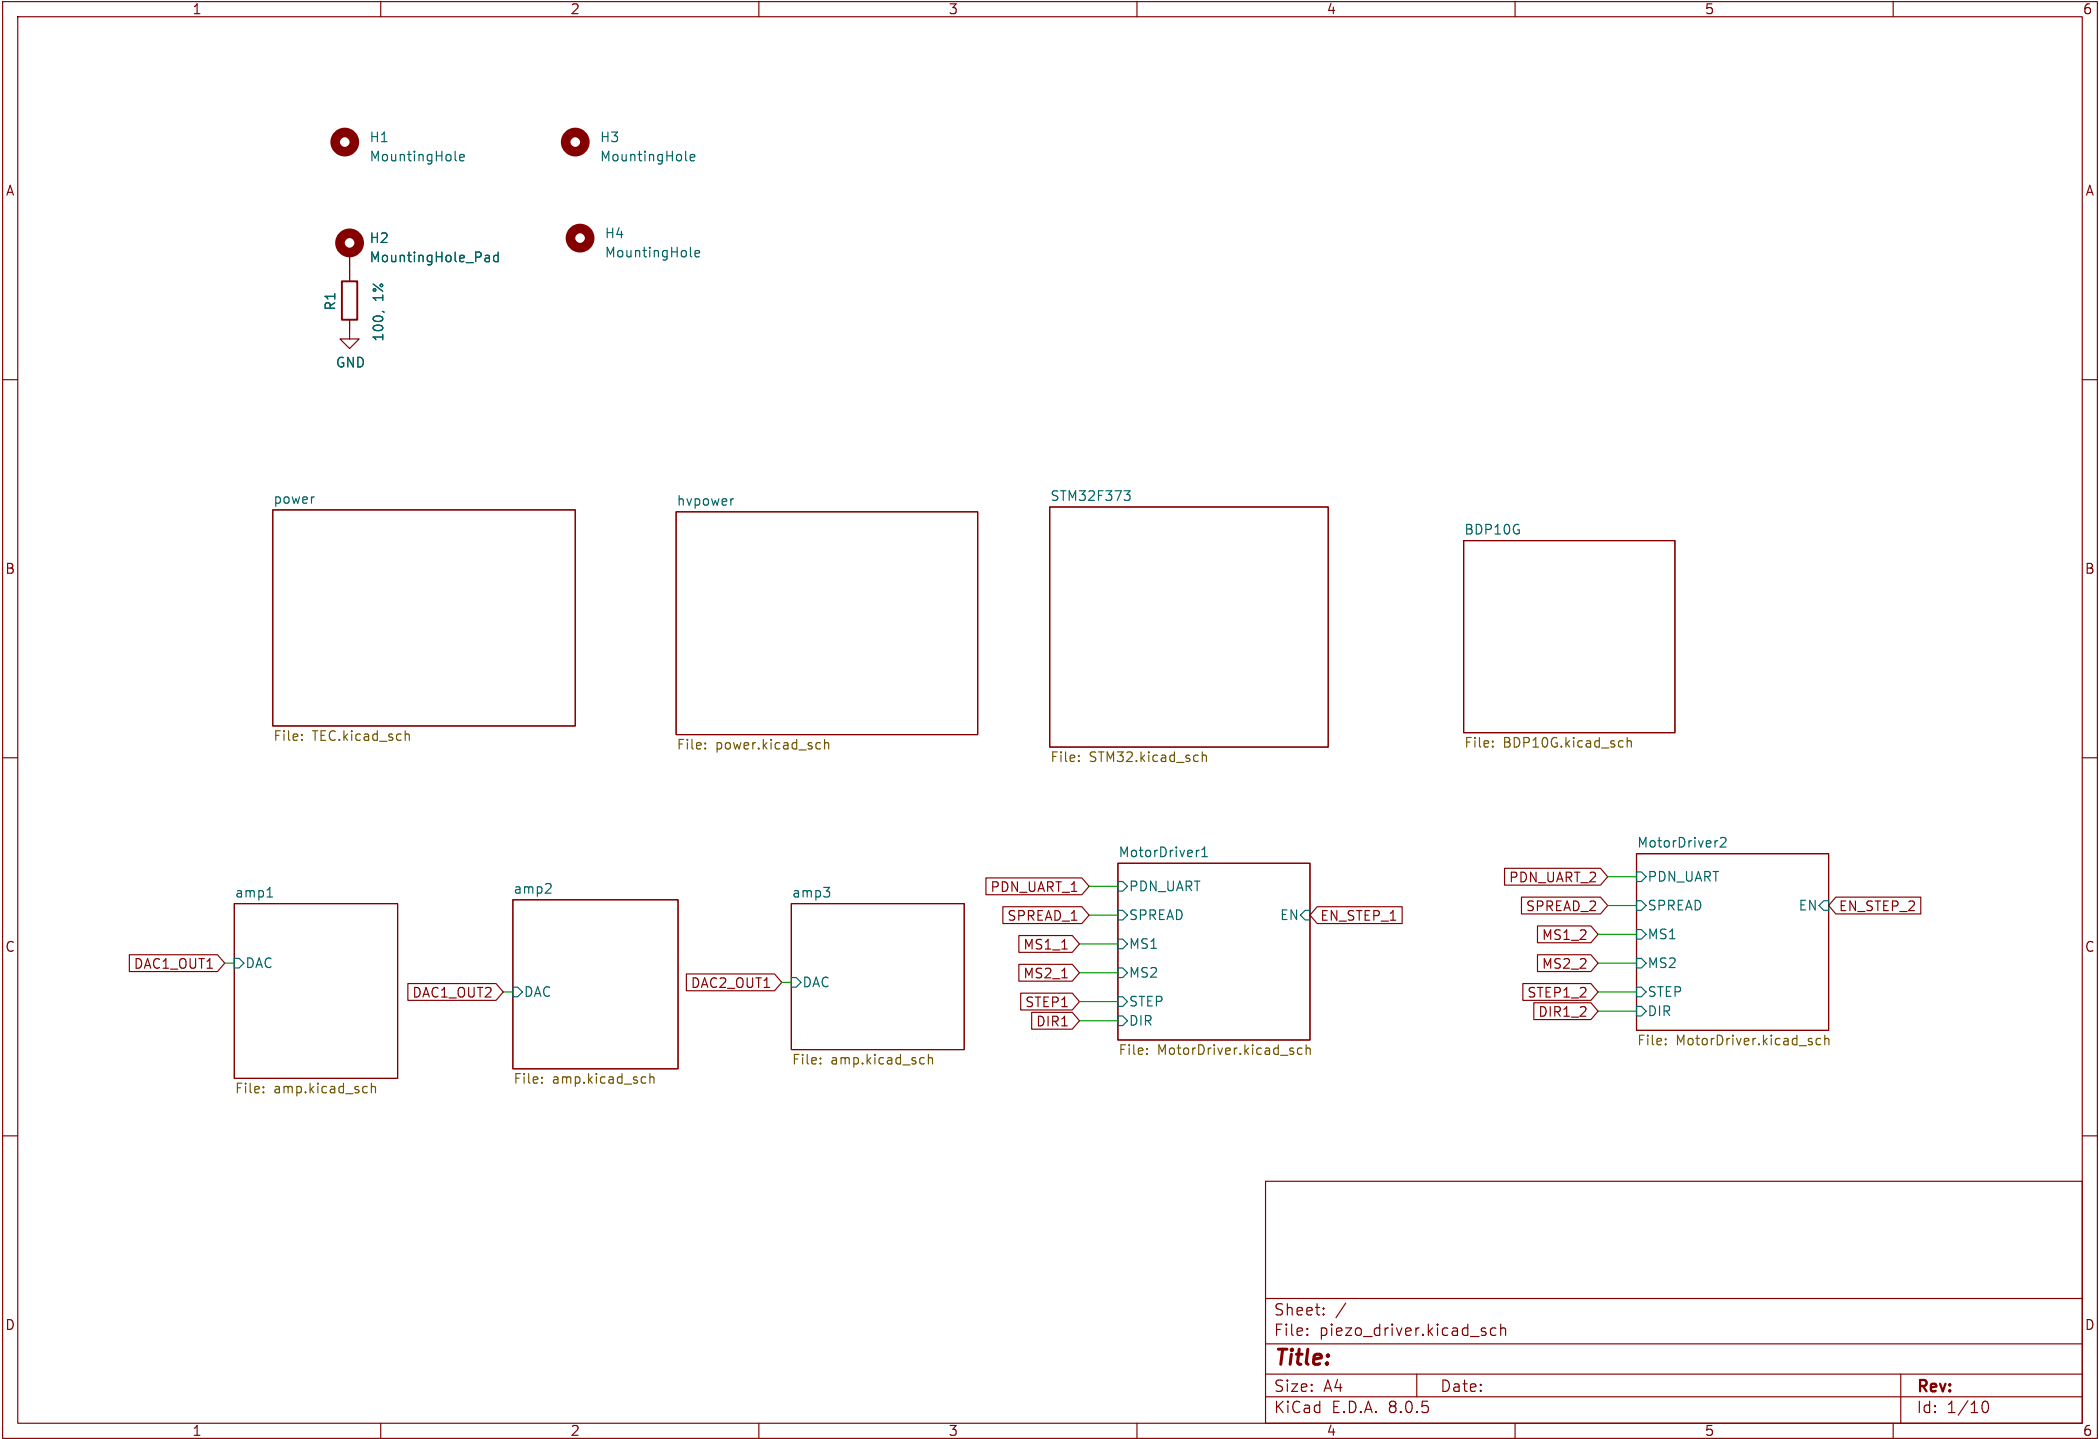 1 2 3 4 5 6
A A
H1
MountingHole
H3
MountingHole
H2
MountingHole_Pad
H4
MountingHole
R1
100, 1%
GND
B B
power
File: TEC.kicad_sch
hvpower
File: power.kicad_sch
STM32F373
File: STM32.kicad_sch
BDP10G
File: BDP10G.kicad_sch
C C
amp1
DAC1_OUT1
DAC
File: amp.kicad_sch
amp2
DAC1_OUT2
DAC
File: amp.kicad_sch
amp3
DAC2_OUT1
DAC
File: amp.kicad_sch
MotorDriver1
PDN_UART_1 PDN_UART
SPREAD_1 SPREAD EN EN_STEP_1
MS1_1 MS1
MS2_1 MS2
STEP1 STEP
DIR1 DIR
File: MotorDriver.kicad_sch
MotorDriver2
PDN_UART_2 PDN_UART
SPREAD_2 SPREAD EN EN_STEP_2
MS1_2 MS1
MS2_2 MS2
STEP1_2 STEP
DIR1_2 DIR
File: MotorDriver.kicad_sch
D D
Sheet: /
File: piezo_driver.kicad_sch
Title:
Size: A4 Date: Rev:
KiCad E.D.A. 8.0.5 Id: 1/10
1 2 3 4 5 6